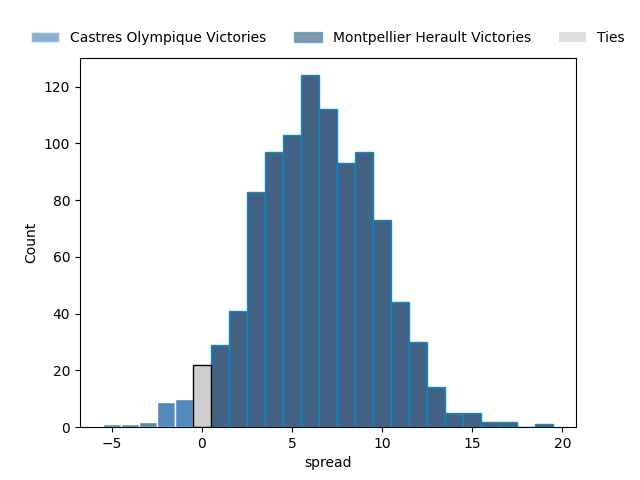 Castres Olympique Victories Montpellier Herault Victories Ties
120
100
80
60
40
20
0
Count
−5 0 5 10 15 20
spread